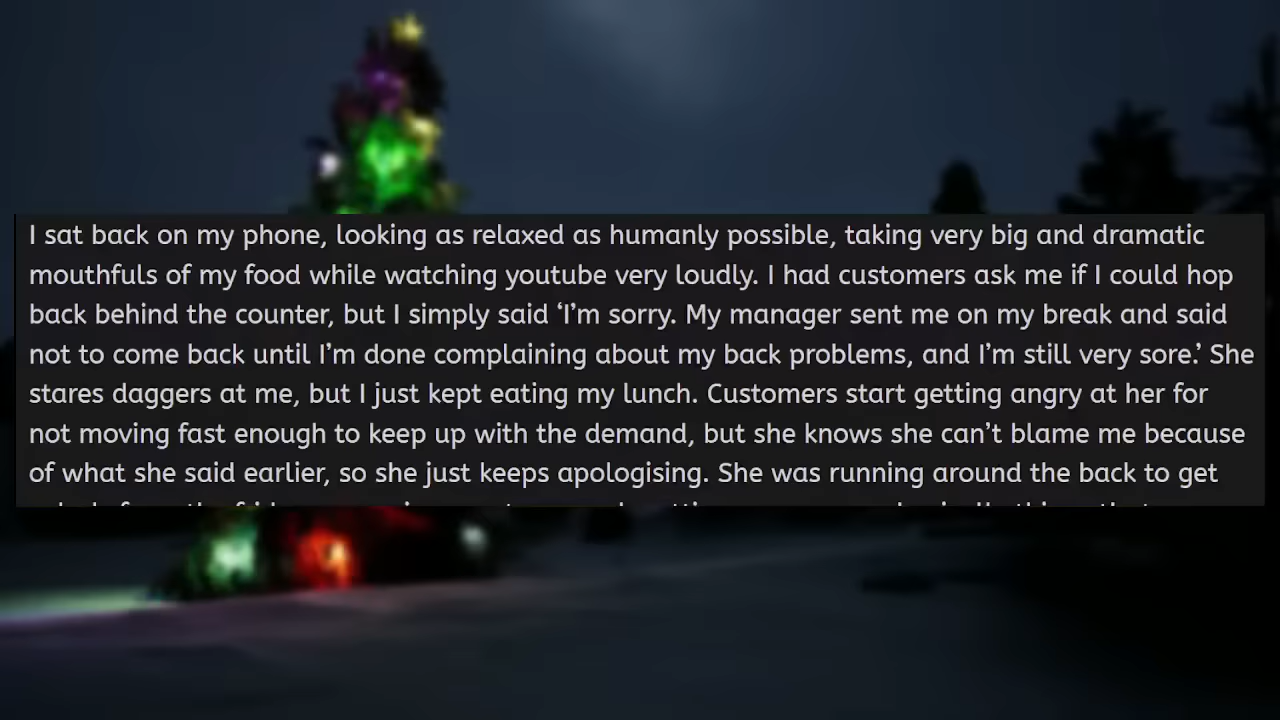 I sat back on my phone, looking as relaxed as humanly possible, taking very big and dramatic
mouthfuls of my food while watching youtube very loudly. I had customers ask me if I could hop
back behind the counter, but I simply said ‘I’m sorry. My manager sent me on my break and said
not to come back until I’m done complaining about my back problems, and I’m still very sore.’ She
stares daggers at me, but I just kept eating my lunch. Customers start getting angry at her for
not moving fast enough to keep up with the demand, but she knows she can’t blame me because
of what she said earlier, so she just keeps apologising. She was running around the back to get